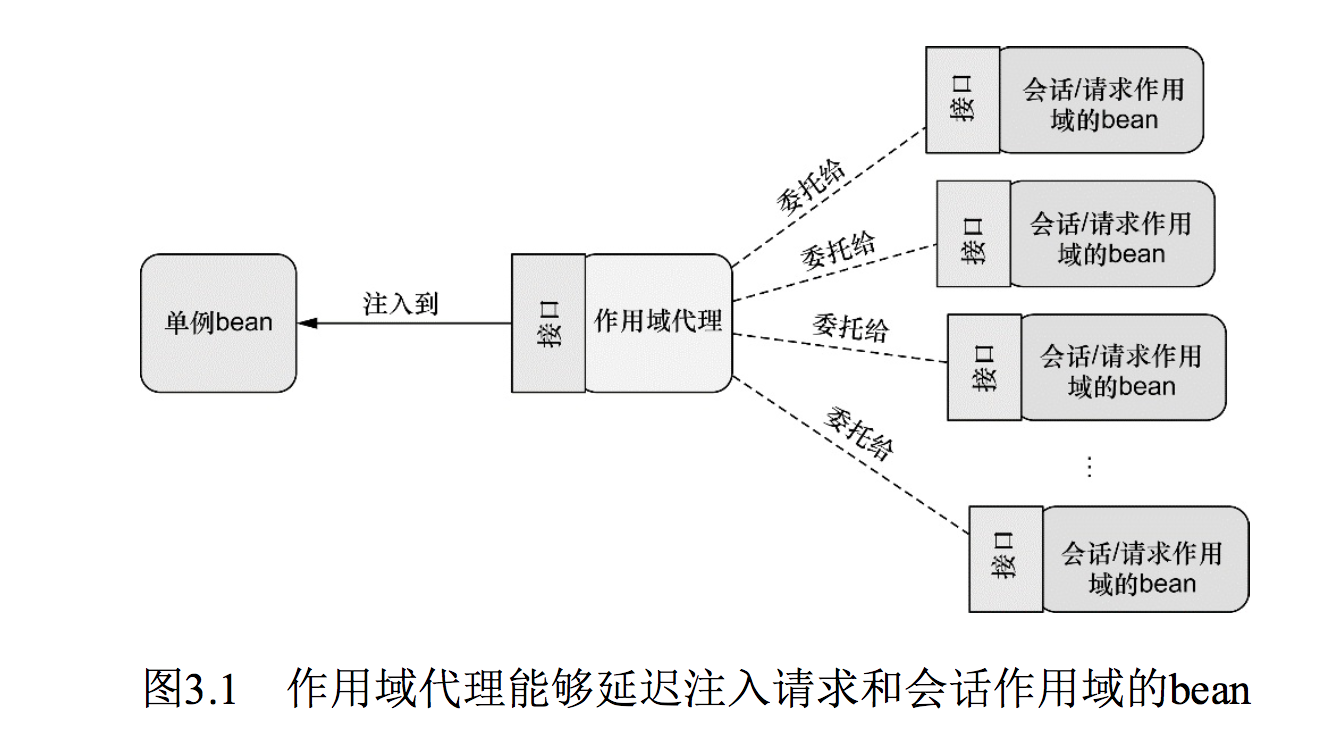 接口
会话/请求作用
域的bean
委托给
接口
会话/请求作用
域的bean
委托给
单例bean
注入到
接口
作用域代理
委托给
接口
会话/请求作用
域的bean
委托给
⋮
接口
会话/请求作用
域的bean
图3.1 作用域代理能够延迟注入请求和会话作用域的bean